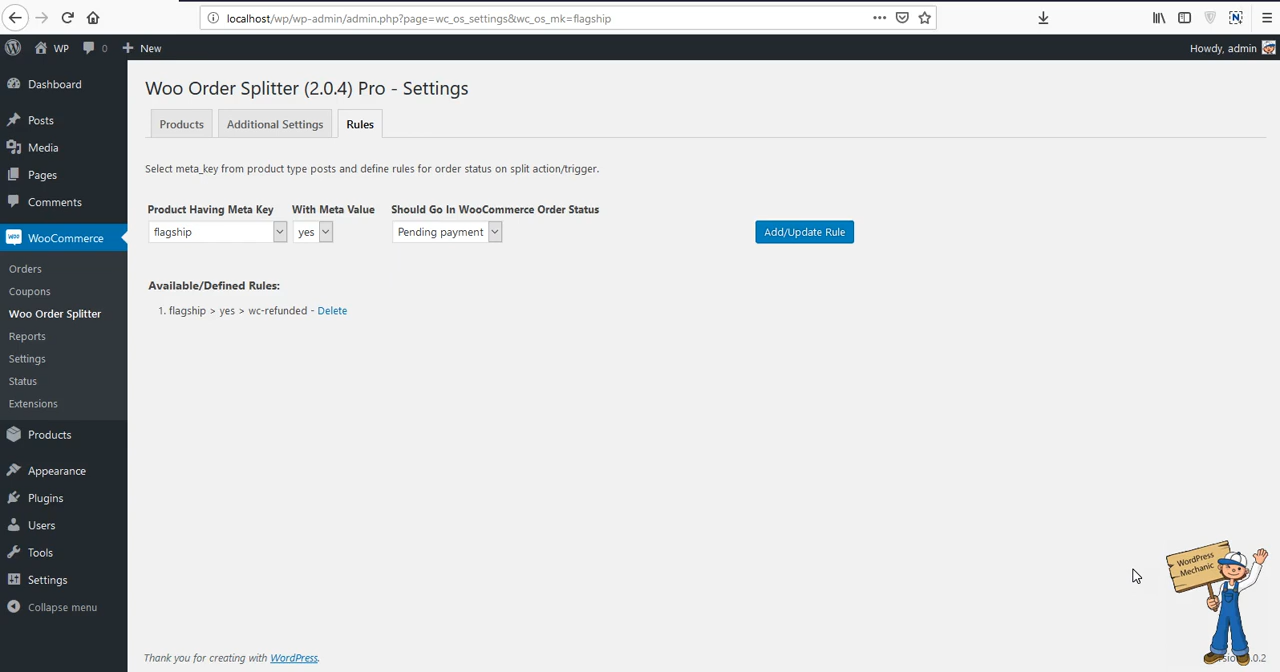 localhost/wp/wp-admin/admin.php?page=wc_os_settings&wc_os_mk=flagship
WP
0
New
Howdy, admin
Dashboard
Posts
Media
Pages
Comments
WooCommerce
Orders
Coupons
Woo Order Splitter
Reports
Settings
Status
Extensions
Products
Appearance
Plugins
Users
Tools
Settings
Collapse menu
Woo Order Splitter (2.0.4) Pro - Settings
Products
Additional Settings
Rules
Select meta_key from product type posts and define rules for order status on split action/trigger.
Product Having Meta Key With Meta Value Should Go In WooCommerce Order Status
flagship yes Pending payment Add/Update Rule
Available/Defined Rules:
1. flagship > yes > wc-refunded - Delete
WordPress
Mechanic
Thank you for creating with WordPress.